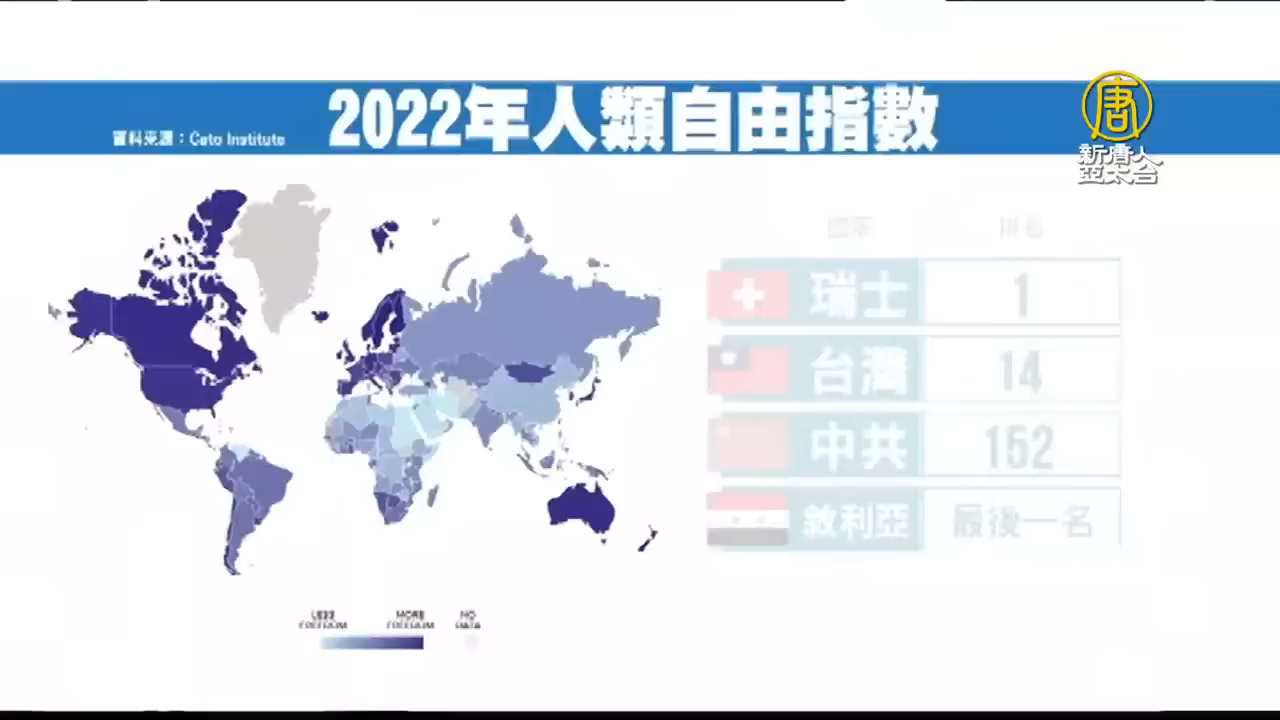 2022年人類自由指數
資料來源：Cato Institute
唐
新唐人
亞太台
國家 排名
瑞士 1
台灣 14
中共 152
敘利亞 最後一名
LESS FREEDOM
MORE FREEDOM
NO DATA